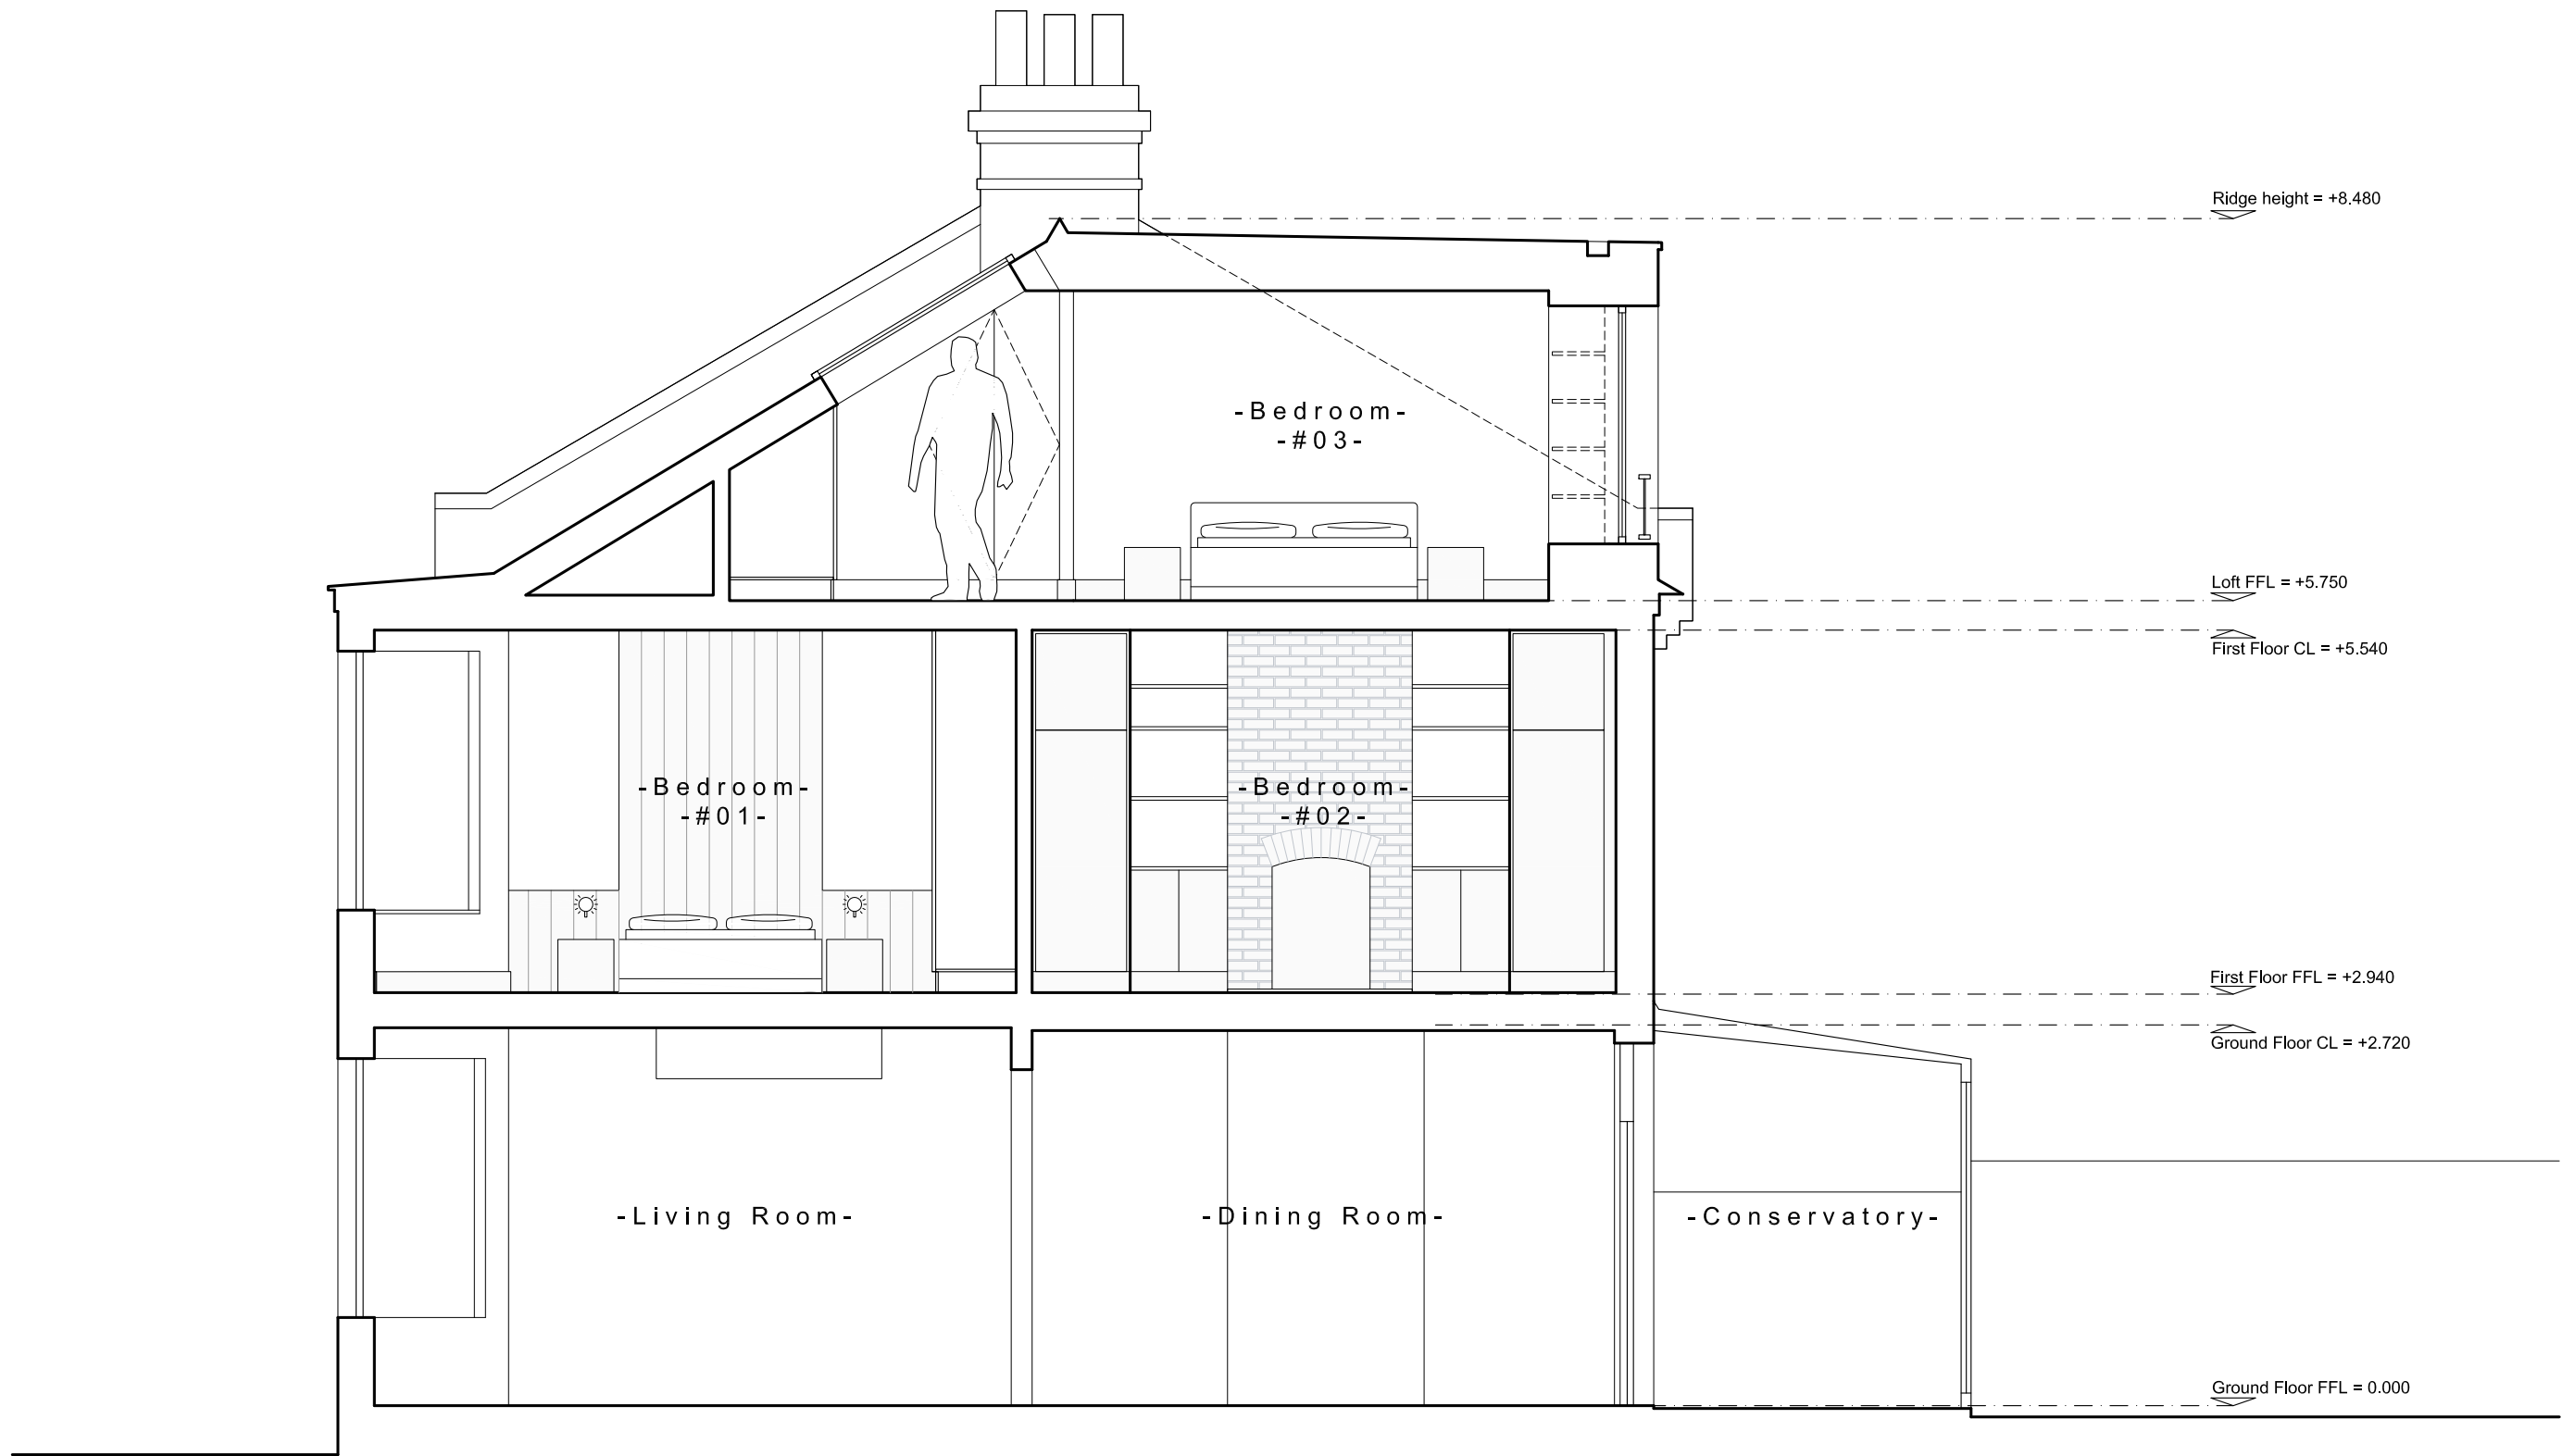 Ridge height = +8.480
-Bedroom-
-#03-
Loft FFL = +5.750
First Floor CL = +5.540
-Bedroom-
-#01-
-Bedroom-
-#02-
First Floor FFL = +2.940
Ground Floor CL = +2.720
-Living Room-
-Dining Room-
-Conservatory-
Ground Floor FFL = 0.000